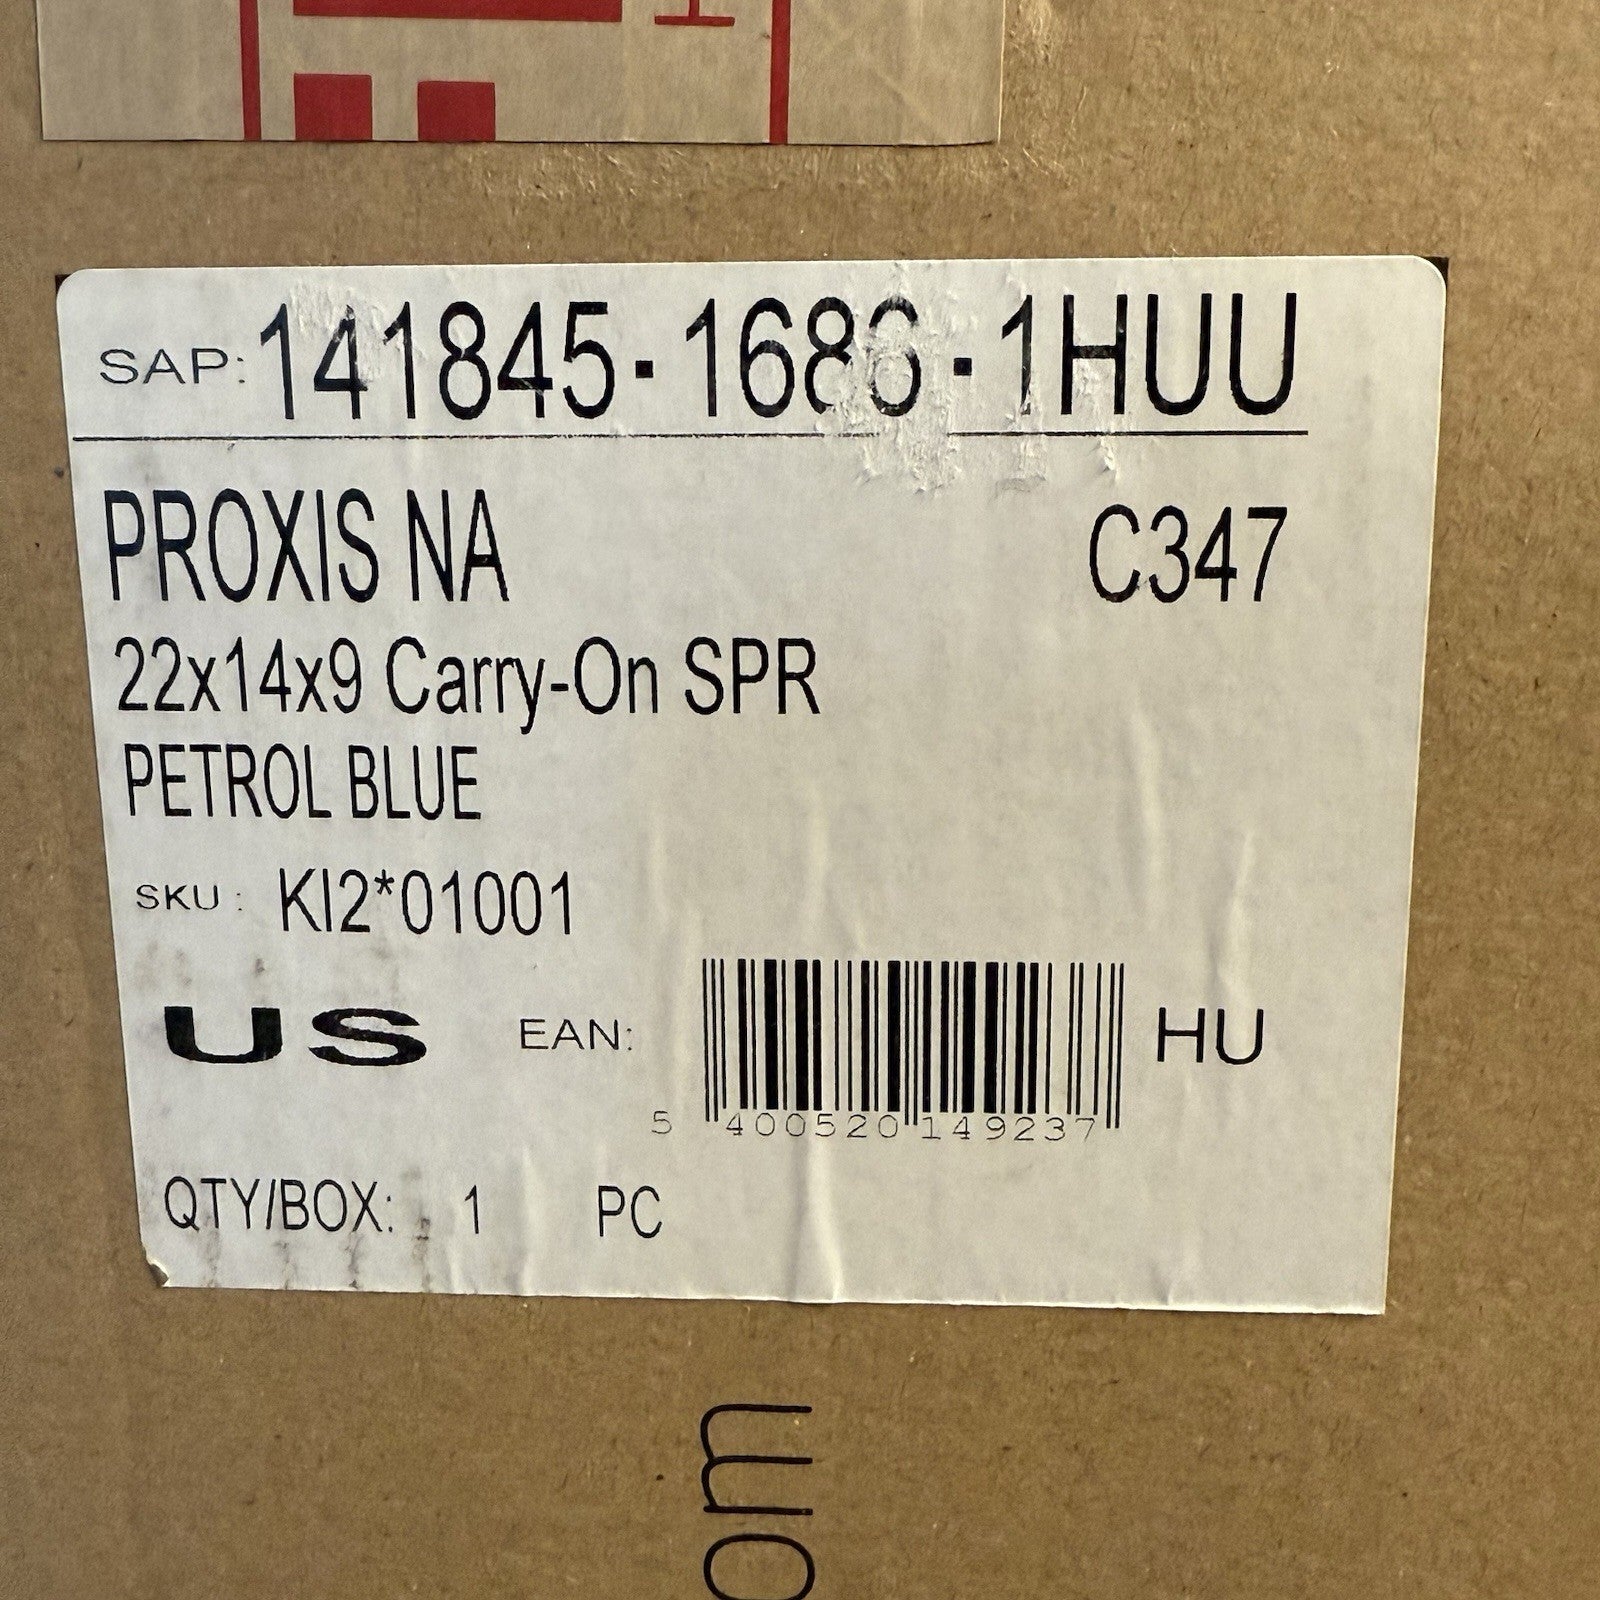 SAP: 141845-1686-1HUU
PROXIS NA C347
22x14x9 Carry-On SPR
PETROL BLUE
SKU: KI2*01001
US EAN: HU
5 400520 149237
QTY/BOX: 1 PC
om